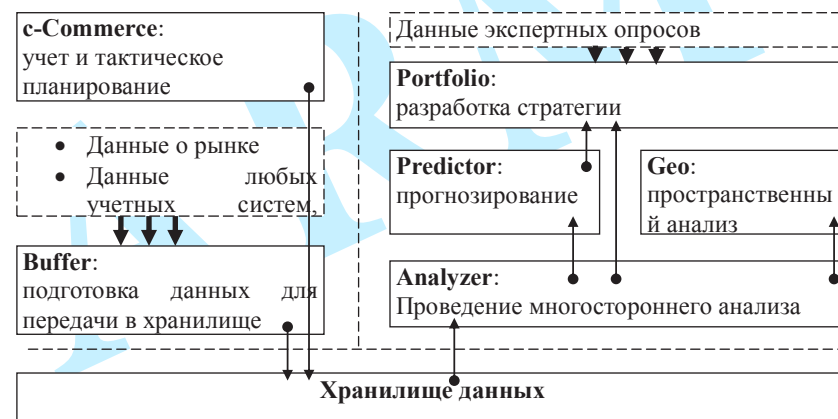 c-Commerce:
учет и тактическое
планирование
• Данные о рынке
• Данные любых
учетных систем,
Buffer:
подготовка данных для
передачи в хранилище
Данные экспертных опросов
Portfolio:
разработка стратегии
Predictor:
прогнозирование
Geo:
пространственны
й анализ
Analyzer:
Проведение многостороннего анализа
Хранилище данных